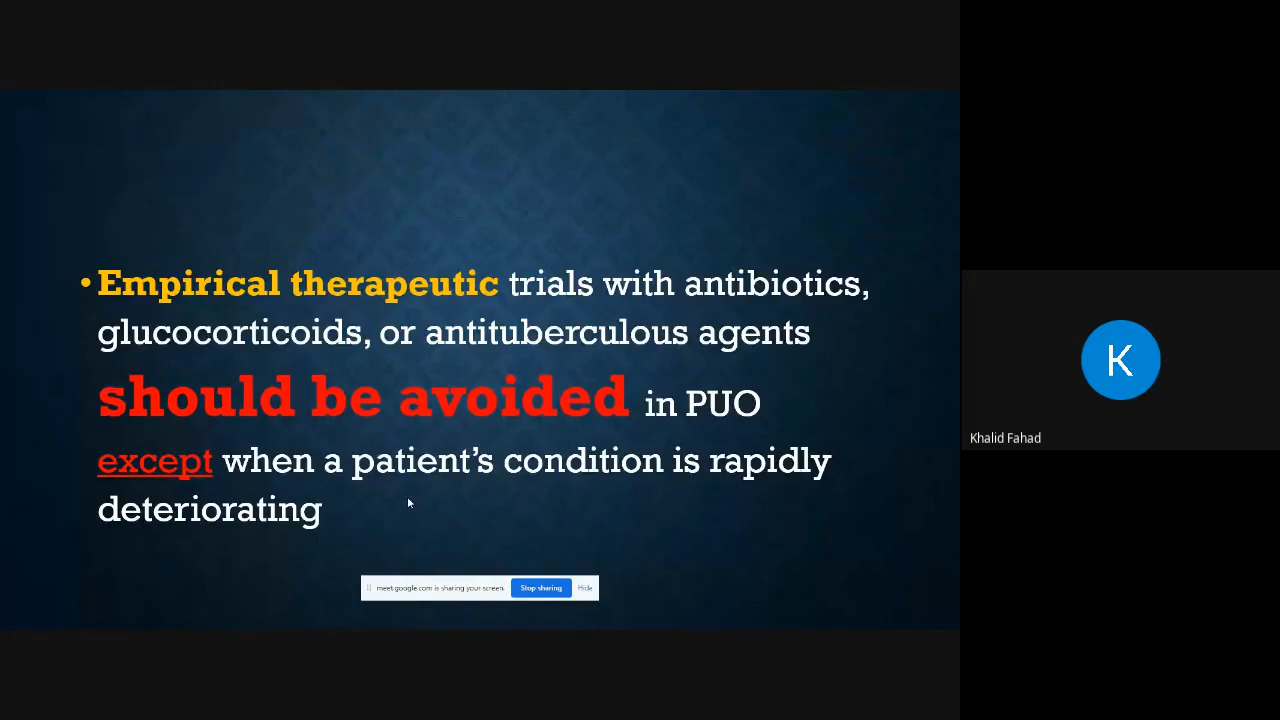 • Empirical therapeutic trials with antibiotics,
glucocorticoids, or antituberculous agents
should be avoided in PUO
except when a patient's condition is rapidly
deteriorating
meet.google.com is sharing your screen. Stop sharing Hide
K
Khalid Fahad